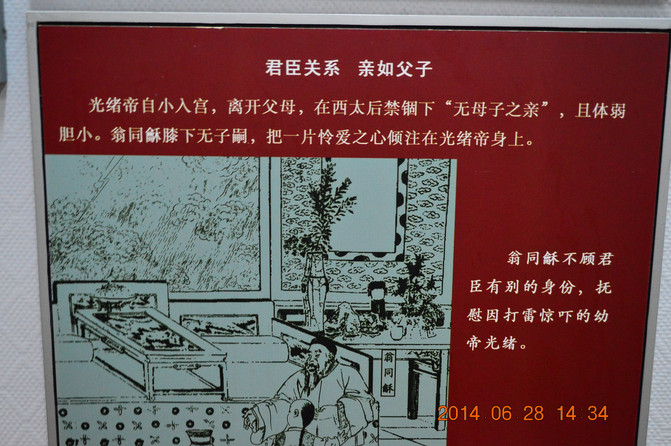 君臣关系 亲如父子
光绪帝自小入宫，离开父母，在西太后禁锢下“无母子之亲”，且体弱
胆小。翁同龢膝下无子嗣，把一片怜爱之心倾注在光绪帝身上。
翁同龢不顾君
臣有别的身份，抚
慰因打雷惊吓的幼
帝光绪。
翁同龢
2014 06 28 14 34